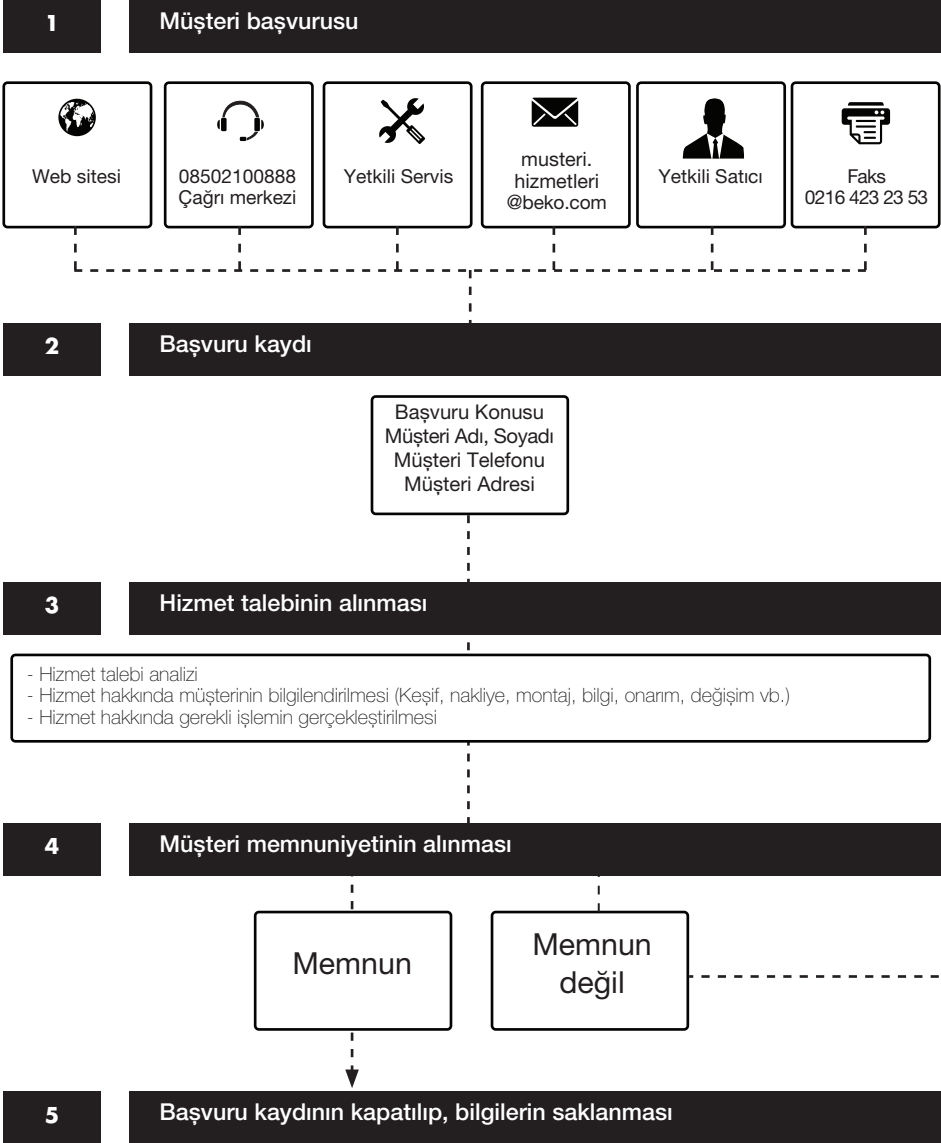 1 Müşteri başvurusu
Web sitesi
08502100888
Çağrı merkezi
Yetkili Servis
musteri.
hizmetleri
@beko.com
Yetkili Satıcı
Faks
0216 423 23 53
2 Başvuru kaydı
Başvuru Konusu
Müşteri Adı, Soyadı
Müşteri Telefonu
Müşteri Adresi
3 Hizmet talebinin alınması
- Hizmet talebi analizi
- Hizmet hakkında müşterinin bilgilendirilmesi (Keşif, nakliye, montaj, bilgi, onarım, değişim vb.)
- Hizmet hakkında gerekli işlemin gerçekleştirilmesi
4 Müşteri memnuniyetinin alınması
Memnun
Memnun
değil
5 Başvuru kaydının kapatılıp, bilgilerin saklanması